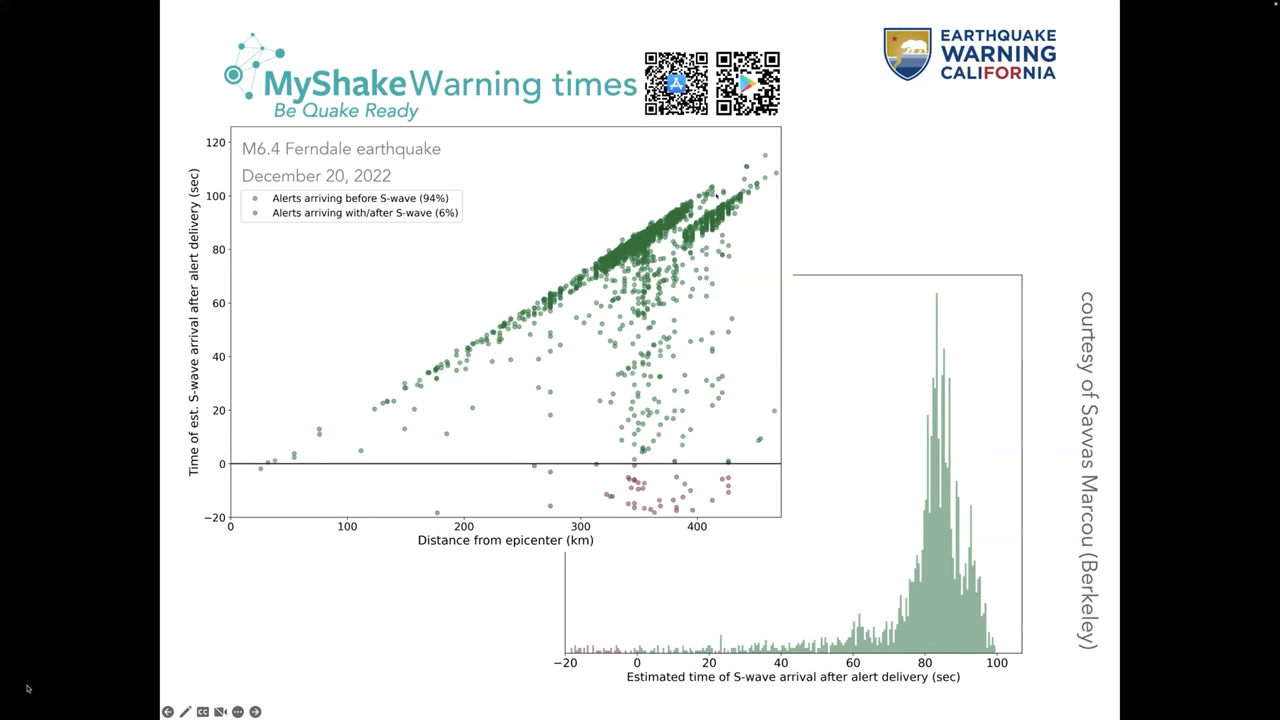 MyShake Warning times
Be Quake Ready
EARTHQUAKE
WARNING
CALIFORNIA
M6.4 Ferndale earthquake
December 20, 2022
Alerts arriving before S-wave (94%)
Alerts arriving with/after S-wave (6%)
Time of est. S-wave arrival after alert delivery (sec)
120
100
80
60
40
20
0
−20
0 100 200 300 400
Distance from epicenter (km)
−20 0 20 40 60 80 100
Estimated time of S-wave arrival after alert delivery (sec)
courtesy of Savvas Marcou (Berkeley)
CC